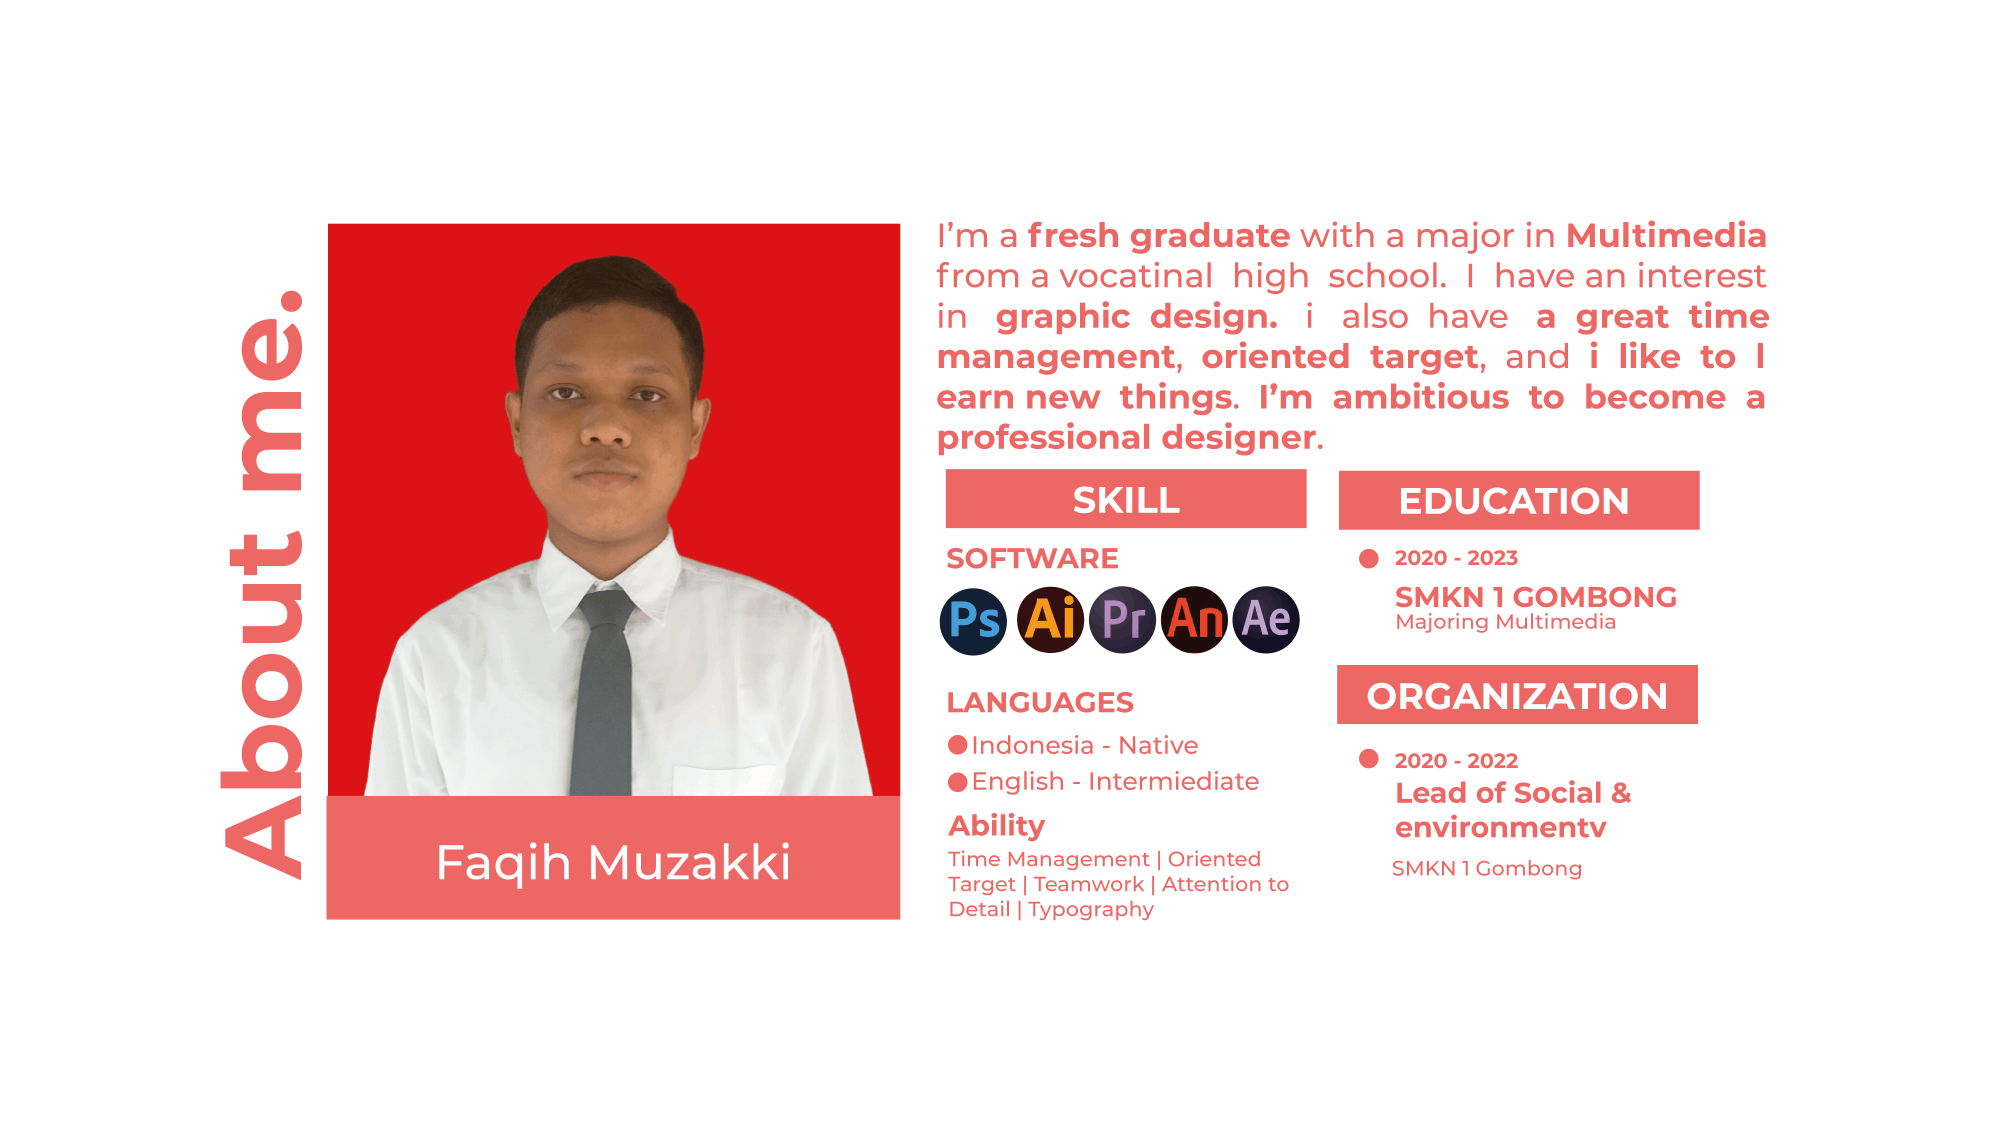 About me.
Faqih Muzakki
I'm a fresh graduate with a major in Multimedia
from a vocatinal high school. I have an interest
in graphic design. i also have a great time
management, oriented target, and i like to l
earn new things. I'm ambitious to become a
professional designer.
SKILL
SOFTWARE
Ps Ai Pr An Ae
LANGUAGES
Indonesia - Native
English - Intermiediate
Ability
Time Management | Oriented
Target | Teamwork | Attention to
Detail | Typography
EDUCATION
2020 - 2023
SMKN 1 GOMBONG
Majoring Multimedia
ORGANIZATION
2020 - 2022
Lead of Social &
environmentv
SMKN 1 Gombong